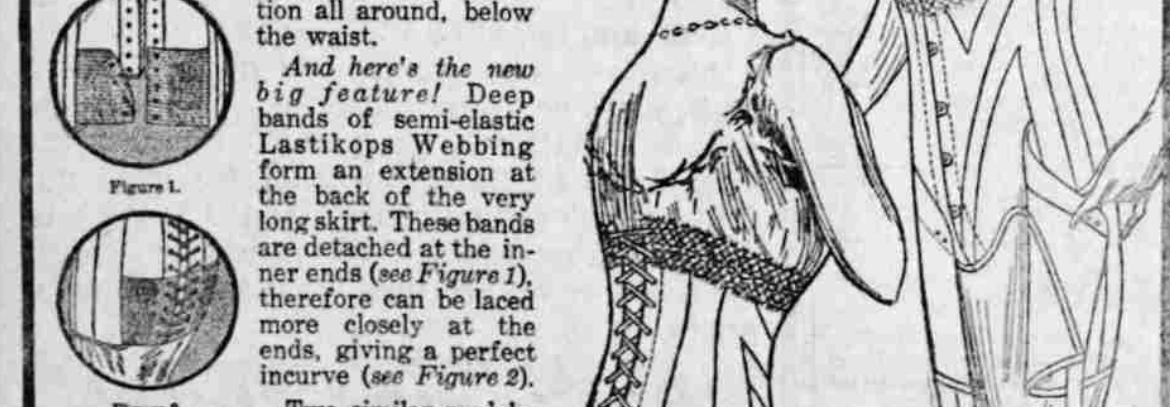 tion all around, below
the waist.
And here's the new
big feature! Deep
bands of semi-elastic
Lastikops Webbing
form an extension at
the back of the very
long skirt. These bands
are detached at the in-
ner ends (see Figure 1),
therefore can be laced
more closely at the
ends, giving a perfect
incurve (see Figure 2).
Figure 1.